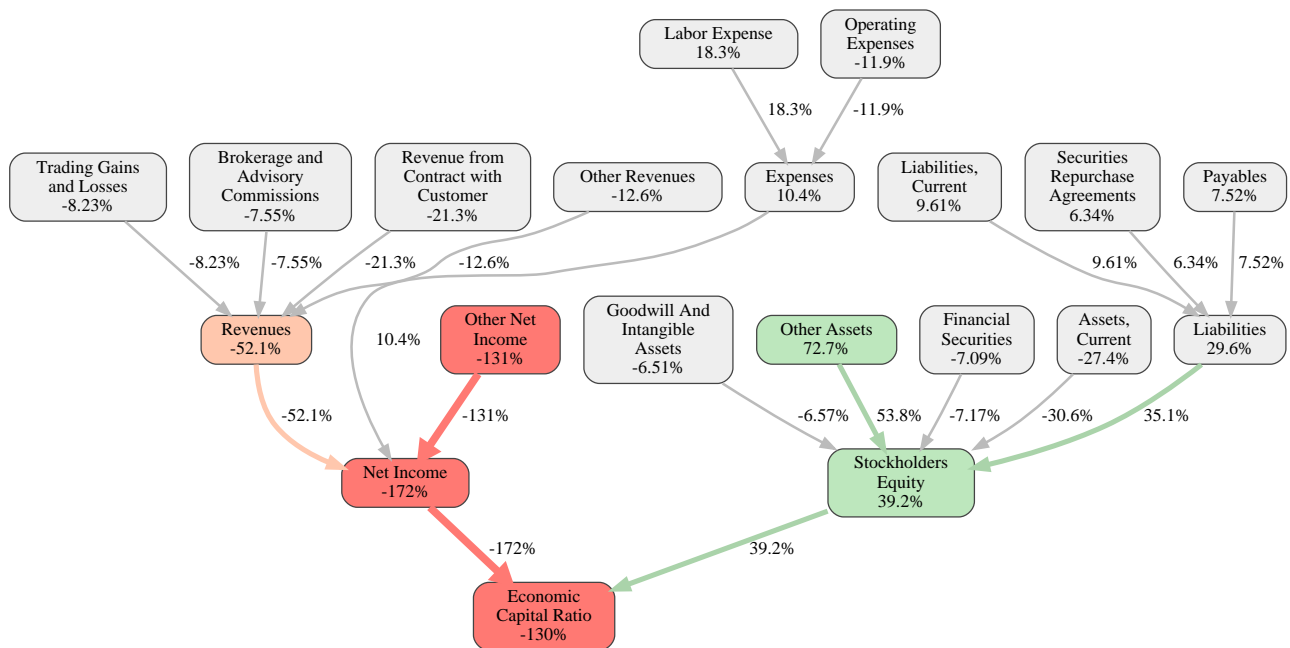 Labor Expense
18.3%
Operating
Expenses
-11.9%
18.3%
-11.9%
Trading Gains
and Losses
-8.23%
Brokerage and
Advisory
Commissions
-7.55%
Revenue from
Contract with
Customer
-21.3%
Other Revenues
-12.6%
Expenses
10.4%
Liabilities,
Current
9.61%
Securities
Repurchase
Agreements
6.34%
Payables
7.52%
-8.23%
-7.55%
-21.3%
-12.6%
9.61%
6.34%
7.52%
Revenues
-52.1%
10.4%
Other Net
Income
-131%
Goodwill And
Intangible
Assets
-6.51%
Other Assets
72.7%
Financial
Securities
-7.09%
Assets,
Current
-27.4%
Liabilities
29.6%
-52.1%
-131%
-6.57%
53.8%
-7.17%
-30.6%
35.1%
Net Income
-172%
Stockholders
Equity
39.2%
-172%
39.2%
Economic
Capital Ratio
-130%